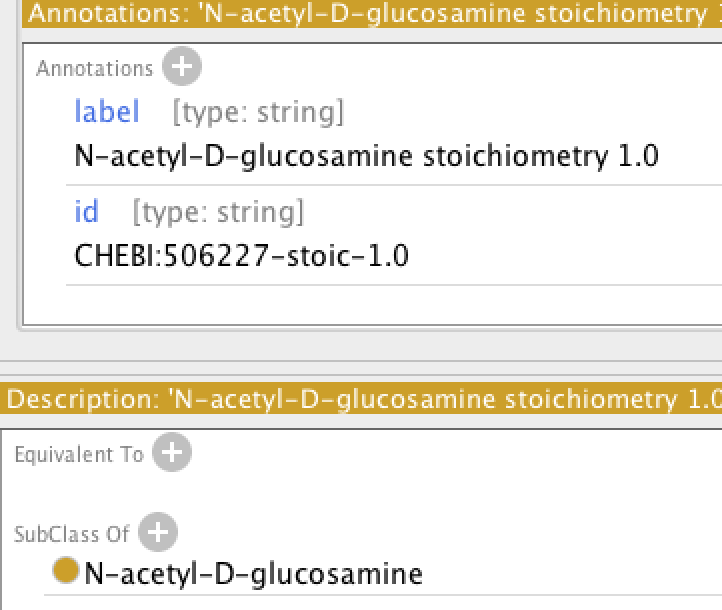 Annotations: 'N-acetyl-D-glucosamine stoichiometry
Annotations
label [type: string]
N-acetyl-D-glucosamine stoichiometry 1.0
id [type: string]
CHEBI:506227-stoic-1.0
Description: 'N-acetyl-D-glucosamine stoichiometry 1.0
Equivalent To
SubClass Of
N-acetyl-D-glucosamine